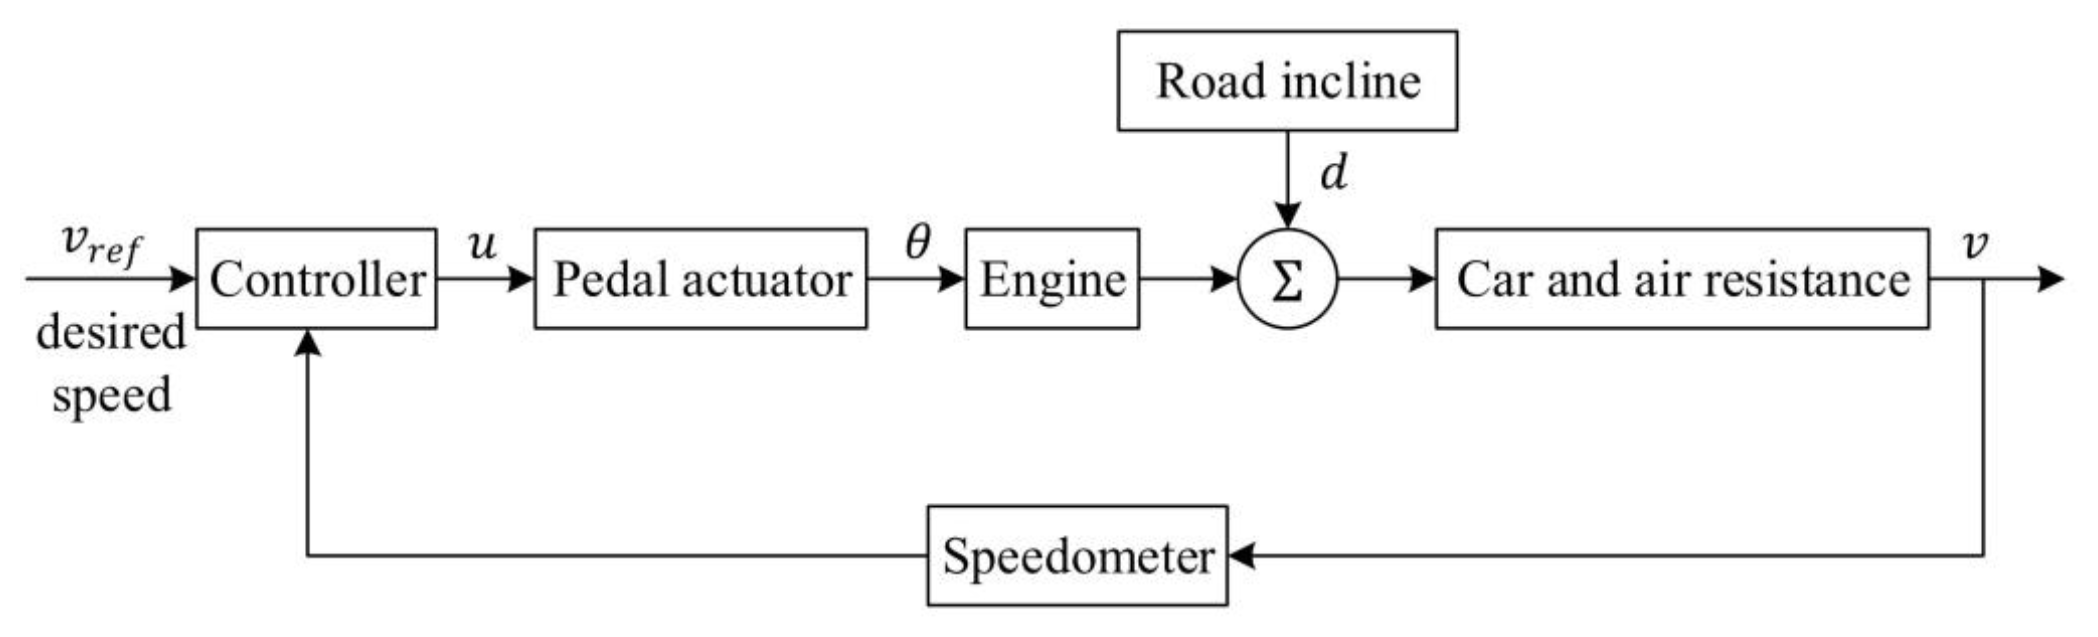 Road incline
d
v_ref
desired
speed
Controller
u
Pedal actuator
θ
Engine
Σ
Car and air resistance
v
Speedometer